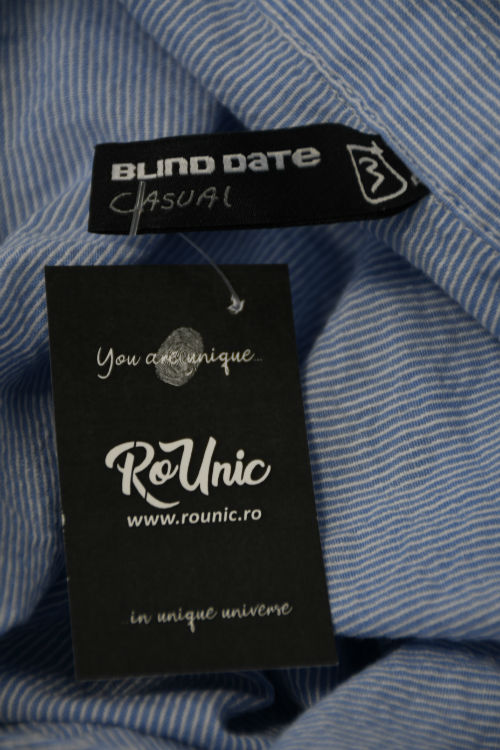 BLIND DATE
CASUAL
3
You are unique...
RoUnic
www.rounic.ro
...in unique universe